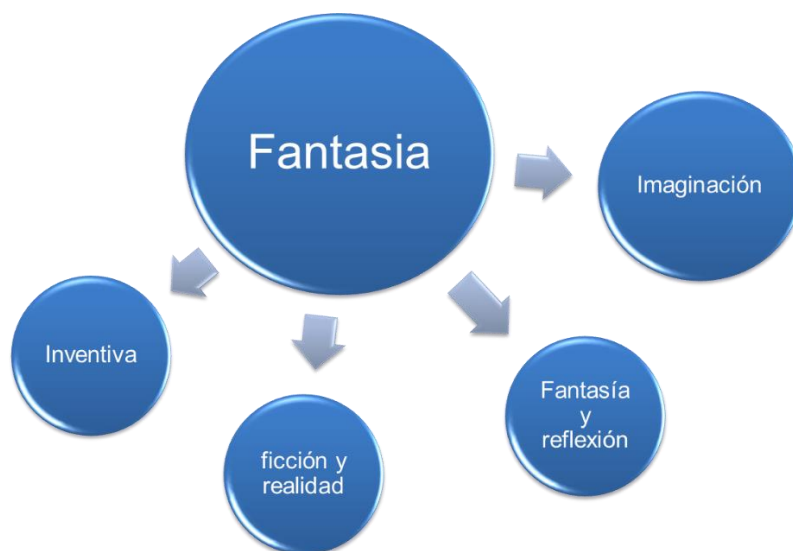 Fantasia
Imaginación
Inventiva
Fantasía
y
reflexión
ficción y
realidad